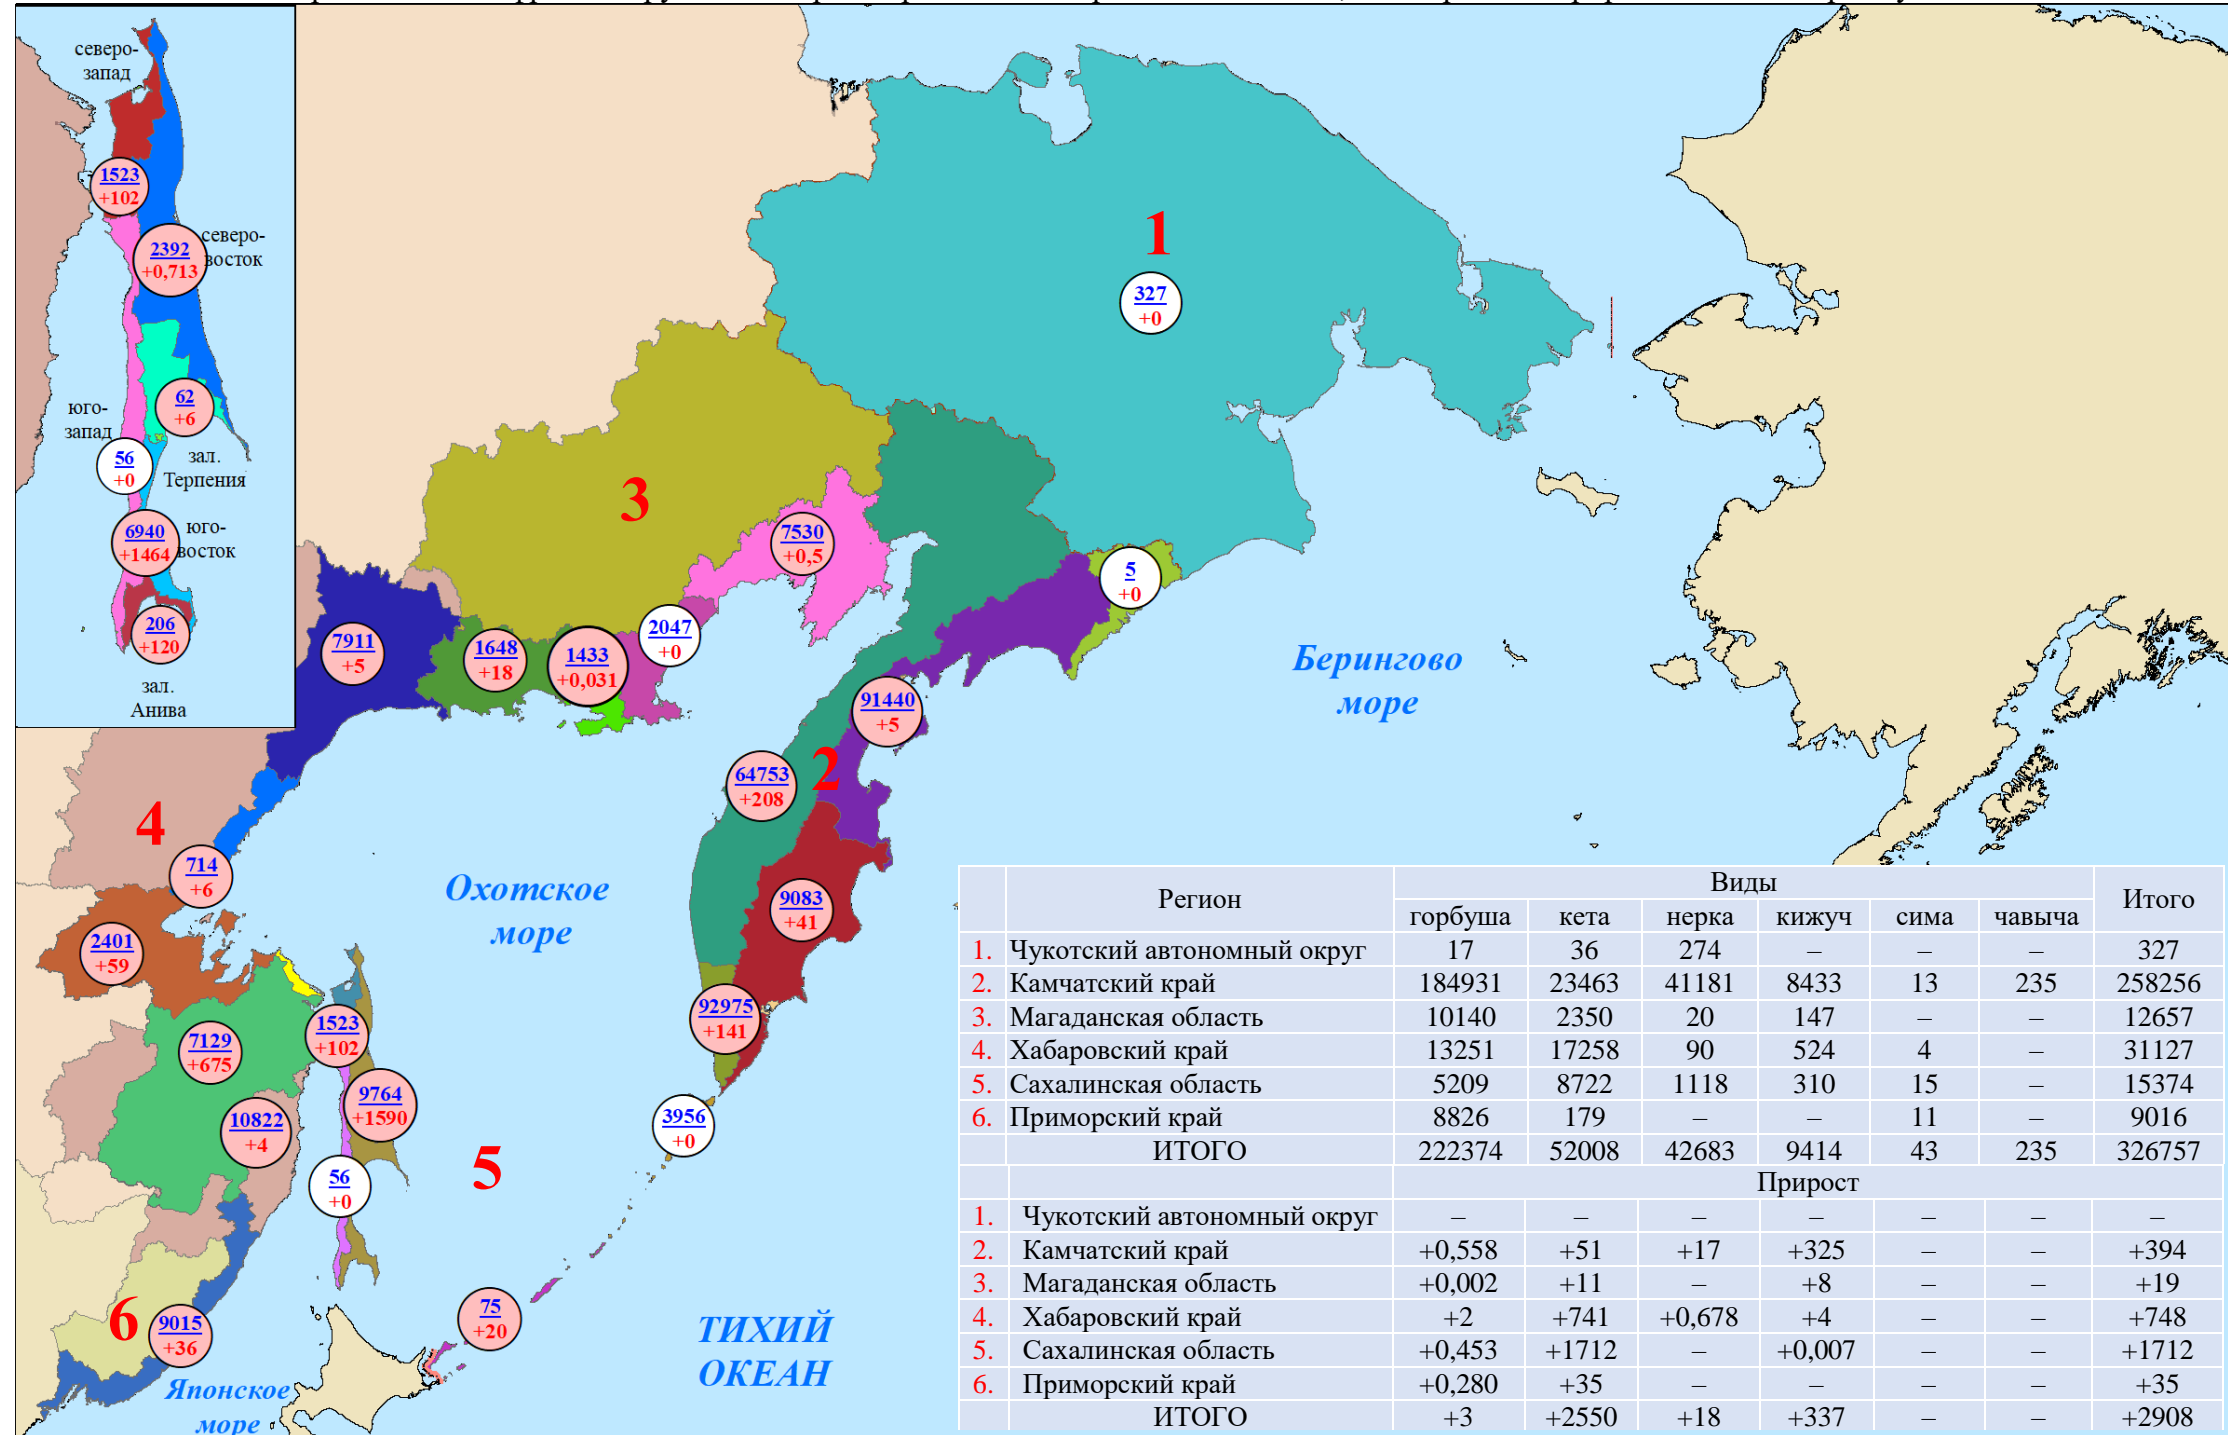 северо-
запад
1523
+102
северо-
восток
2392
+0,713
62
+6
юго-
запад
зал.
Терпения
56
+0
6940
+1464
юго-
восток
206
+120
зал.
Анива
1
327
+0
3
7530
+0,5
5
+0
2047
+0
7911
+5
1648
+18
1433
+0,031
Берингово
море
91440
+5
64753
+208
2
4
714
+6
Охотское
море
9083
+41
2401
+59
7129
+675
1523
+102
92975
+141
9764
+1590
10822
+4
3956
+0
56
+0
5
6
9015
+36
75
+20
ТИХИЙ
ОКЕАН
Японское
море
Регион Виды Итого
горбуша кета нерка кижуч сима чавыча
1. Чукотский автономный округ 17 36 274 – – – 327
2. Камчатский край 184931 23463 41181 8433 13 235 258256
3. Магаданская область 10140 2350 20 147 – – 12657
4. Хабаровский край 13251 17258 90 524 4 – 31127
5. Сахалинская область 5209 8722 1118 310 15 – 15374
6. Приморский край 8826 179 – – 11 – 9016
ИТОГО 222374 52008 42683 9414 43 235 326757
Прирост
1. Чукотский автономный округ – – – – – – –
2. Камчатский край +0,558 +51 +17 +325 – – +394
3. Магаданская область +0,002 +11 – +8 – – +19
4. Хабаровский край +2 +741 +0,678 +4 – – +748
5. Сахалинская область +0,453 +1712 – +0,007 – – +1712
6. Приморский край +0,280 +35 – – – – +35
ИТОГО +3 +2550 +18 +337 – – +2908